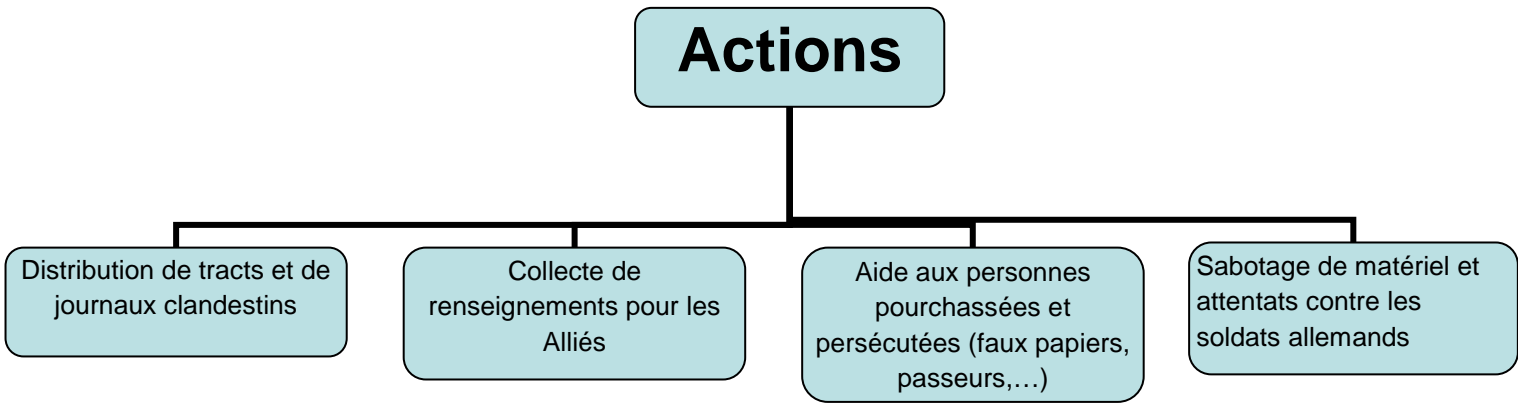 Actions
Distribution de tracts et de
journaux clandestins
Collecte de
renseignements pour les
Alliés
Aide aux personnes
pourchassées et
persécutées (faux papiers,
passeurs,…)
Sabotage de matériel et
attentats contre les
soldats allemands